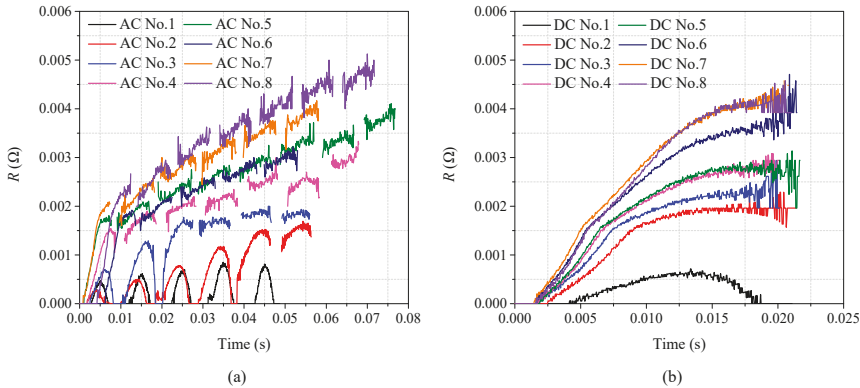 0.006
0.005
0.004
0.003
0.002
0.001
0.000
R (Ω)
AC No.1
AC No.2
AC No.3
AC No.4
AC No.5
AC No.6
AC No.7
AC No.8
0.00 0.01 0.02 0.03 0.04 0.05 0.06 0.07 0.08
Time (s)
(a)
0.006
0.005
0.004
0.003
0.002
0.001
0.000
R (Ω)
DC No.1
DC No.2
DC No.3
DC No.4
DC No.5
DC No.6
DC No.7
DC No.8
0.000 0.005 0.010 0.015 0.020 0.025
Time (s)
(b)